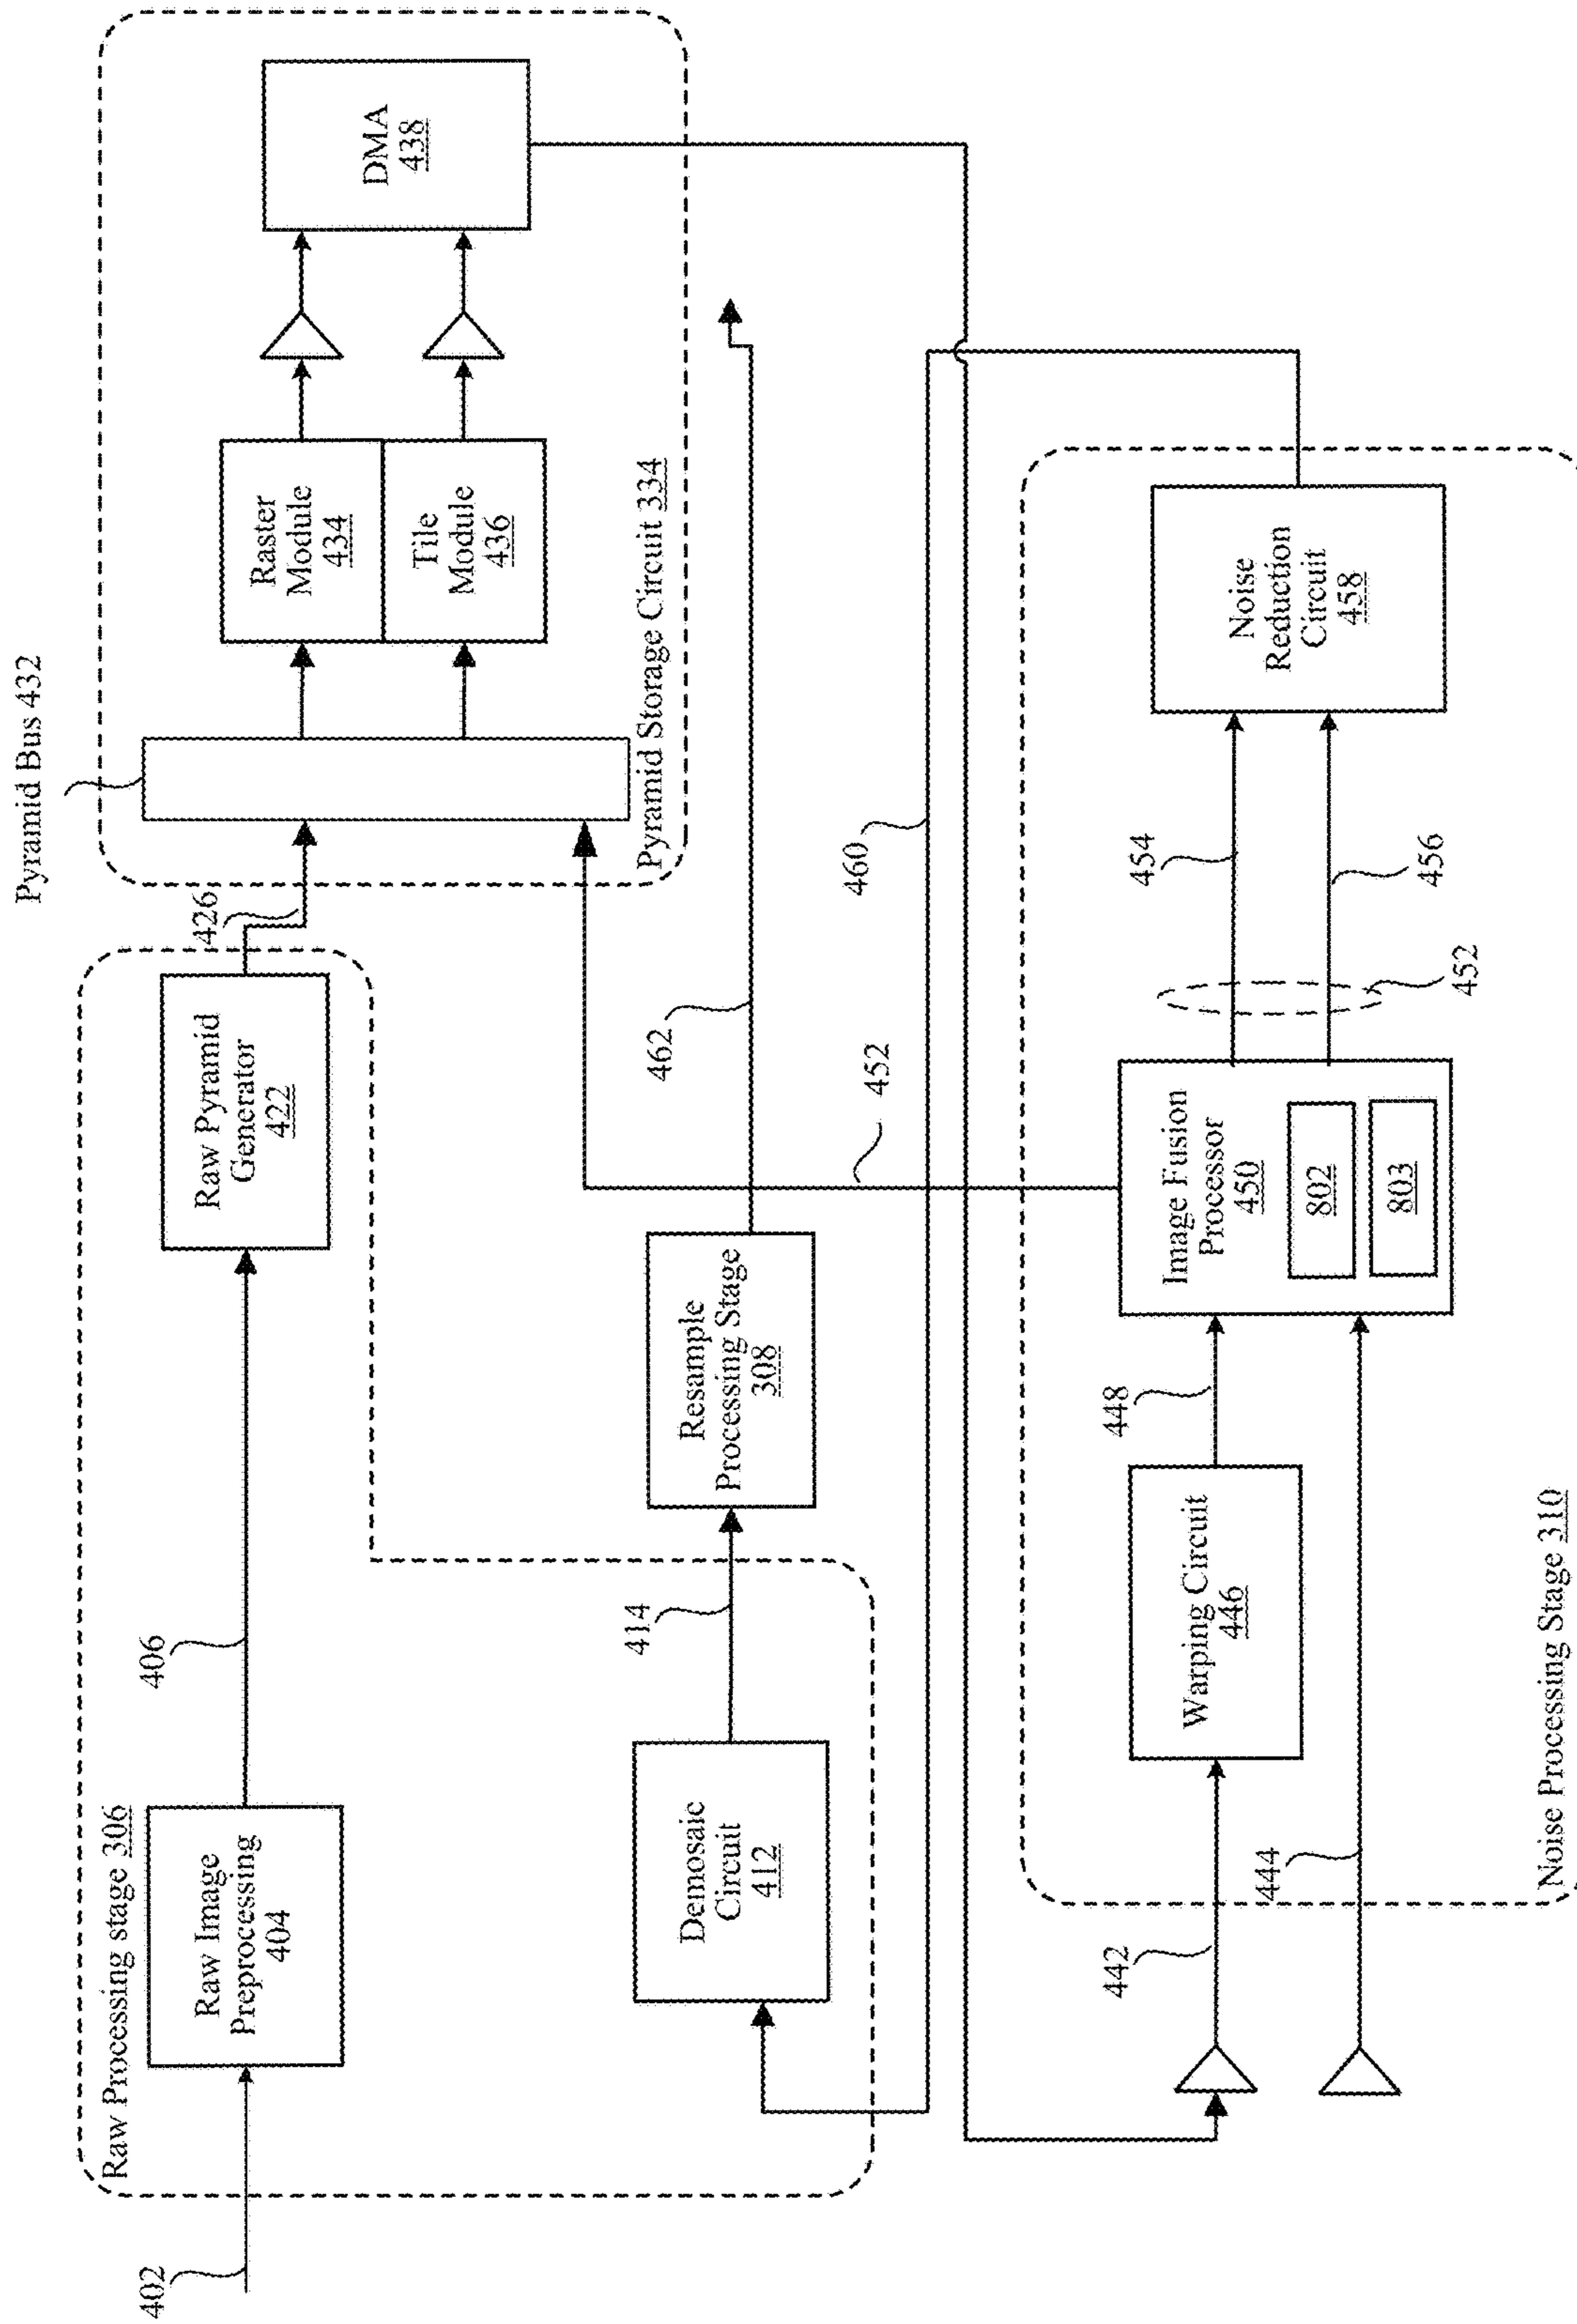 402
Raw Processing stage 306
Raw Image
Preprocessing
404
406
Raw Pyramid
Generator
422
426
Pyramid Bus 432
Raster
Module
434
Tile
Module
436
DMA
438
Pyramid Storage Circuit 334
Demosaic
Circuit
412
414
Resample
Processing Stage
308
462
452
460
442
444
Warping Circuit
446
448
Image Fusion
Processor
450
802
803
454
456
452
Noise
Reduction
Circuit
458
Noise Processing Stage 310